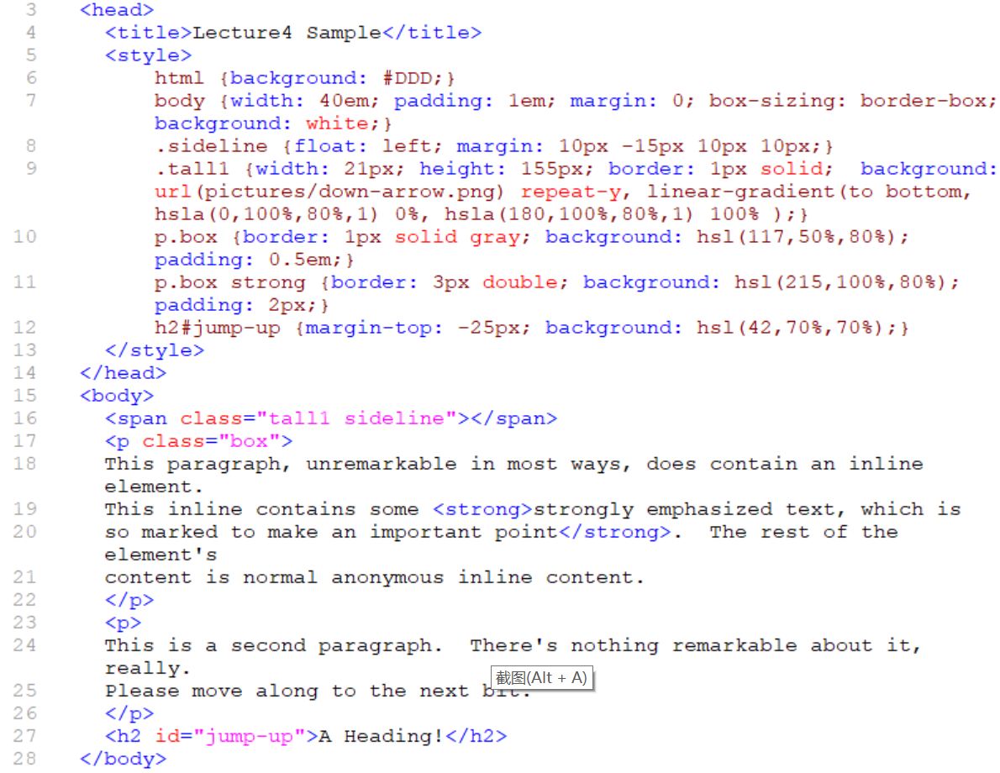 3 <head>
4 <title>Lecture4 Sample</title>
5 <style>
6 html {background: #DDD;}
7 body {width: 40em; padding: 1em; margin: 0; box-sizing: border-box;
background: white;}
8 .sideline {float: left; margin: 10px -15px 10px 10px;}
9 .tall1 {width: 21px; height: 155px; border: 1px solid;  background:
url(pictures/down-arrow.png) repeat-y, linear-gradient(to bottom,
hsla(0,100%,80%,1) 0%, hsla(180,100%,80%,1) 100% );}
10 p.box {border: 1px solid gray; background: hsl(117,50%,80%);
padding: 0.5em;}
11 p.box strong {border: 3px double; background: hsl(215,100%,80%);
padding: 2px;}
12 h2#jump-up {margin-top: -25px; background: hsl(42,70%,70%);}
13 </style>
14 </head>
15 <body>
16 <span class="tall1 sideline"></span>
17 <p class="box">
18 This paragraph, unremarkable in most ways, does contain an inline
element.
19 This inline contains some <strong>strongly emphasized text, which is
20 so marked to make an important point</strong>.  The rest of the
element's
21 content is normal anonymous inline content.
22 </p>
23 <p>
24 This is a second paragraph.  There's nothing remarkable about it,
really.
截图(Alt + A)
25 Please move along to the next bit.
26 </p>
27 <h2 id="jump-up">A Heading!</h2>
28 </body>